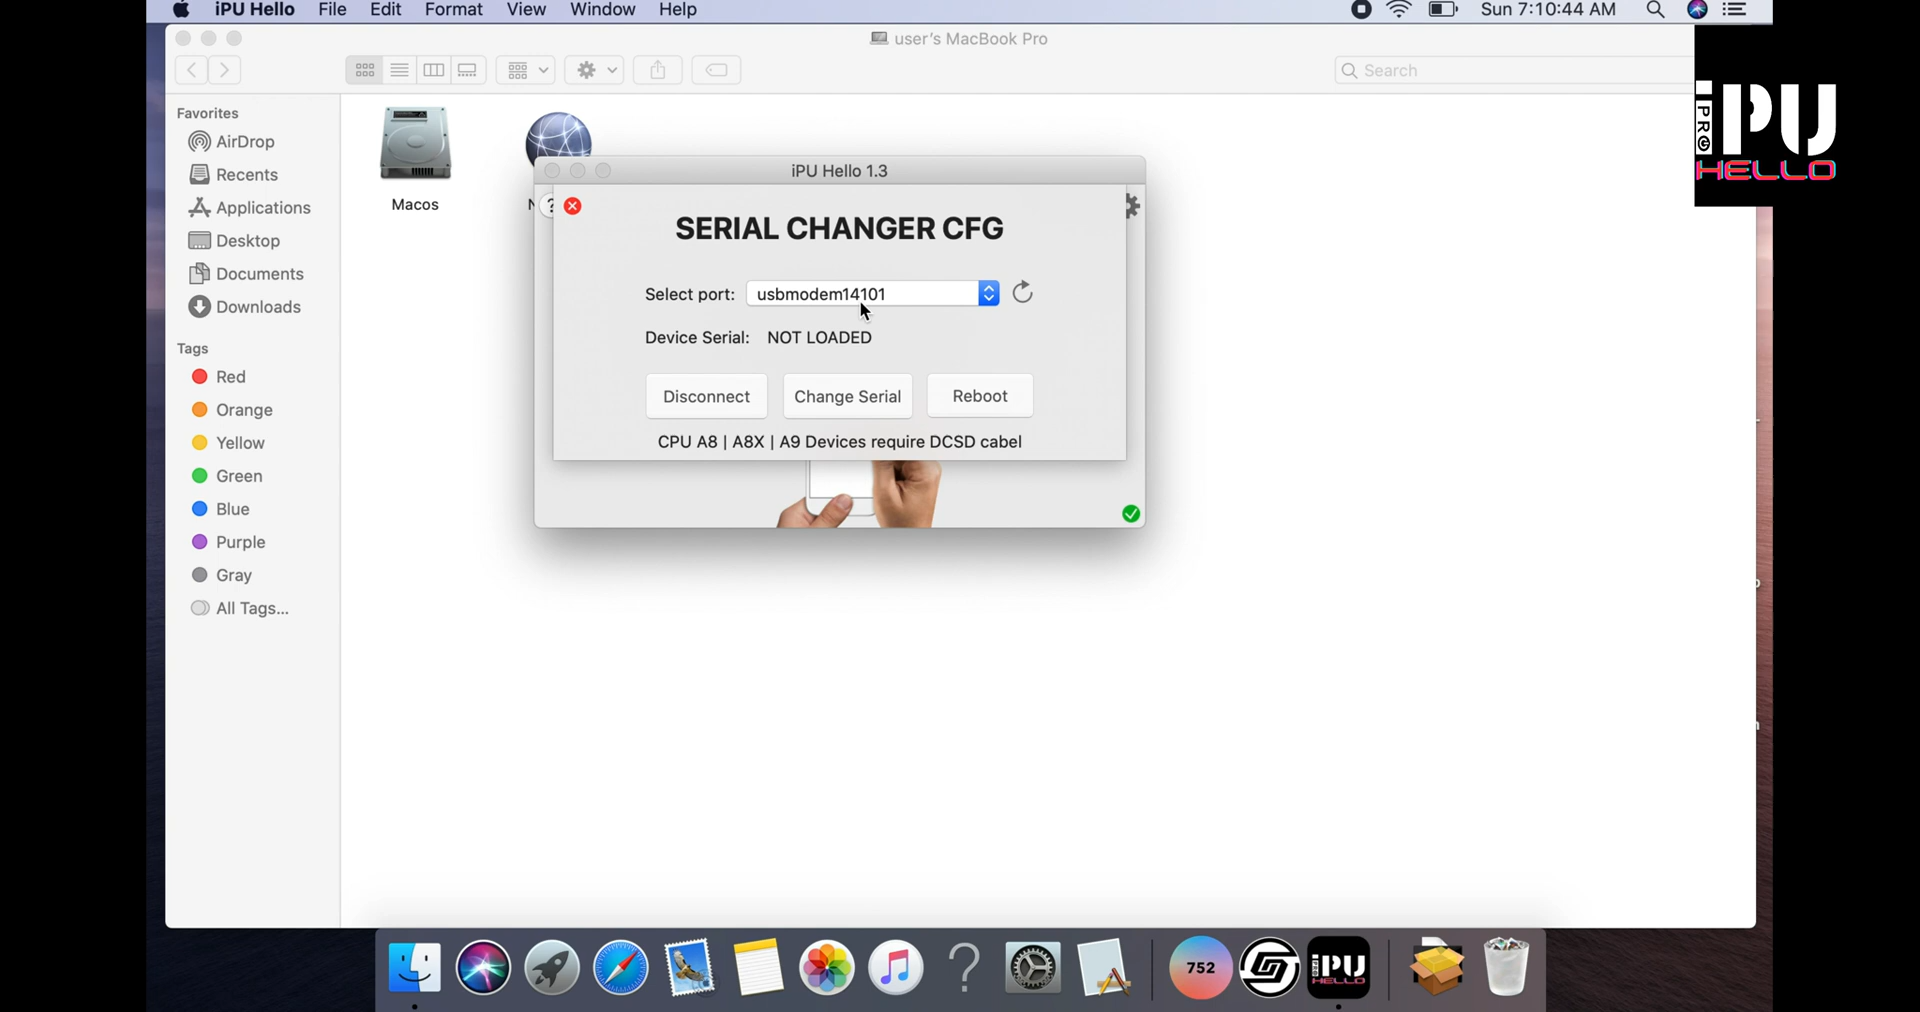 iPU Hello File Edit Format View Window Help Sun 7:10:44 AM
user's MacBook Pro
Search
Favorites
AirDrop
Recents
Applications
Desktop
Documents
Downloads
Tags
Red
Orange
Yellow
Green
Blue
Purple
Gray
All Tags...
Macos
N
iPU Hello 1.3
?
SERIAL CHANGER CFG
Select port: usbmodem14101
Device Serial: NOT LOADED
Disconnect Change Serial Reboot
CPU A8 | A8X | A9 Devices require DCSD cabel
iPU
PRO
HELLO
752
iPU
HELLO